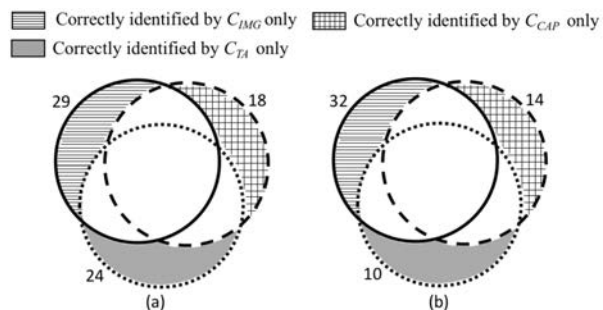 Correctly identified by C_IMG only
Correctly identified by C_CAP only
Correctly identified by C_TA only
29
18
32
14
24
10
(a)
(b)